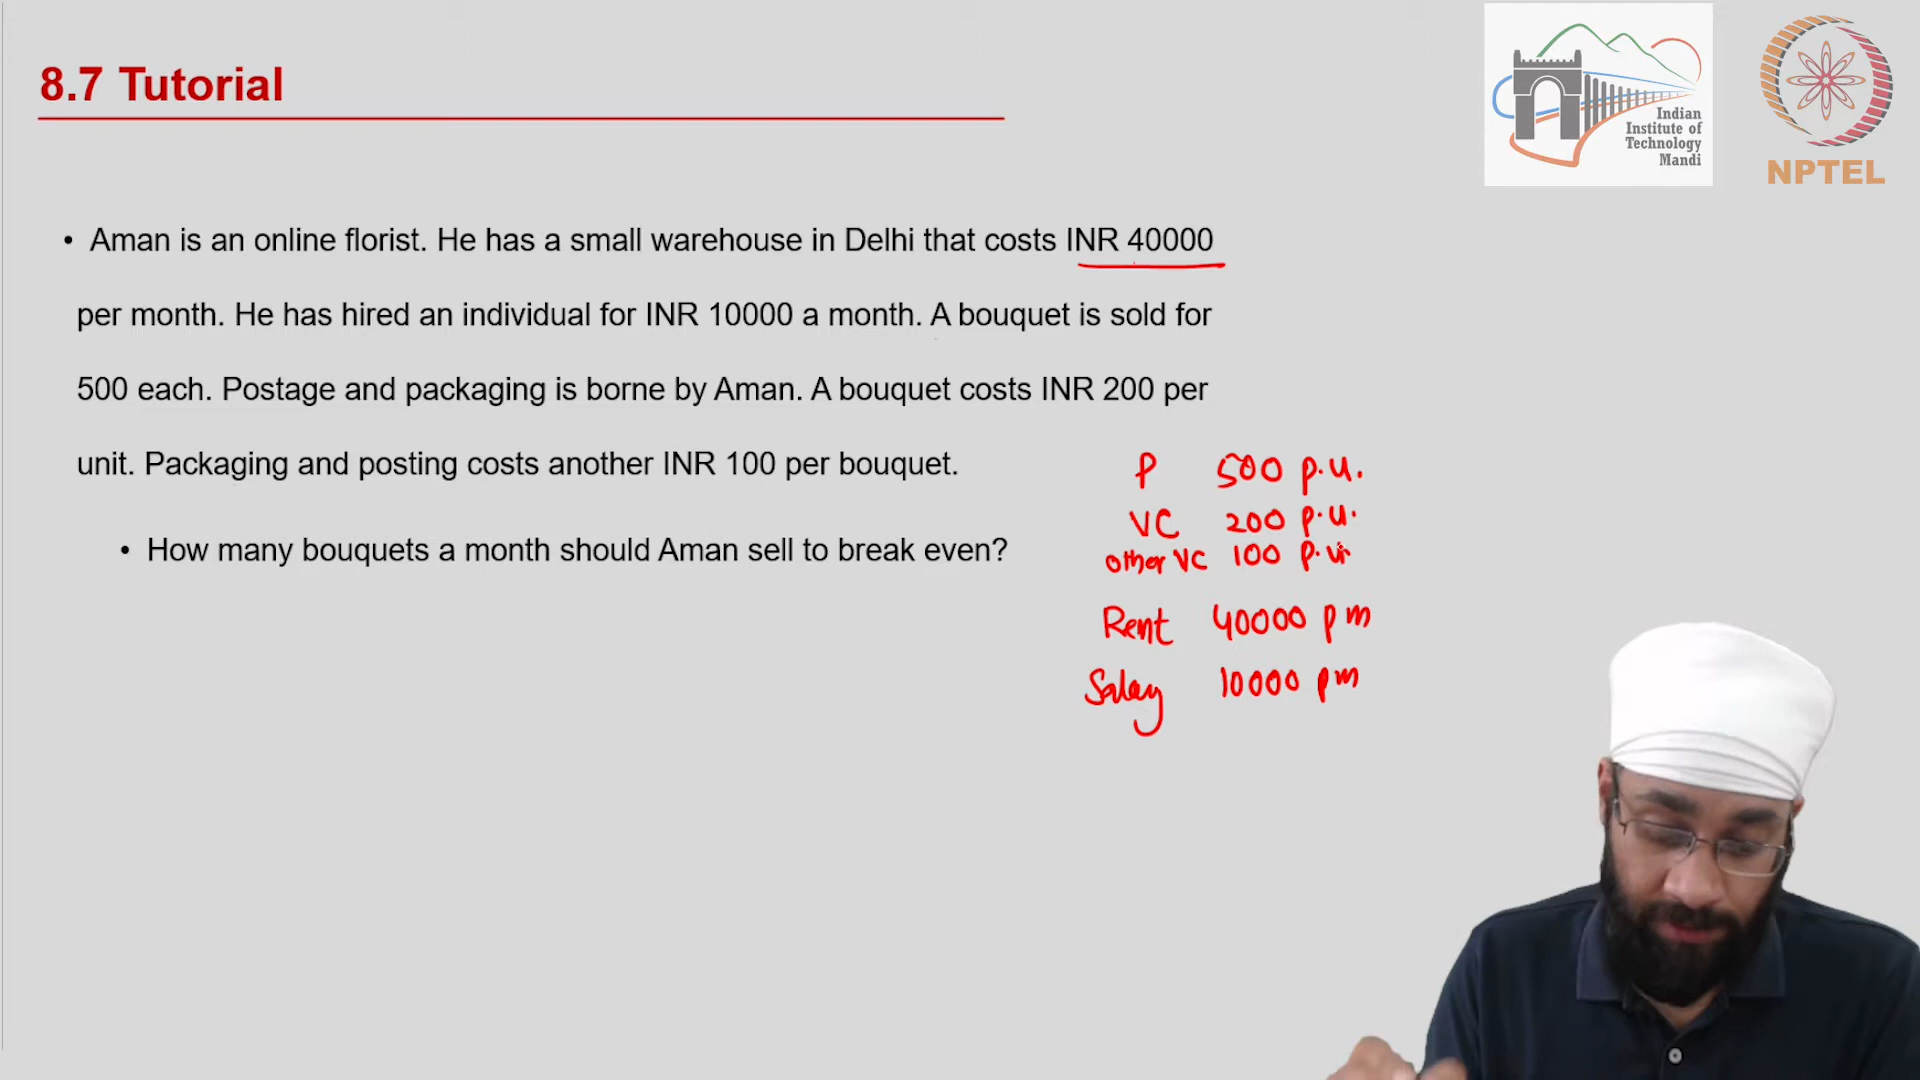 8.7 Tutorial
Indian
Institute of
Technology
Mandi
NPTEL
• Aman is an online florist. He has a small warehouse in Delhi that costs INR 40000
per month. He has hired an individual for INR 10000 a month. A bouquet is sold for
500 each. Postage and packaging is borne by Aman. A bouquet costs INR 200 per
unit. Packaging and posting costs another INR 100 per bouquet.
• How many bouquets a month should Aman sell to break even?
P 500 p.u.
VC 200 p.u.
other VC 100 p.u.
Rent 40000 pm
Salary 10000 pm